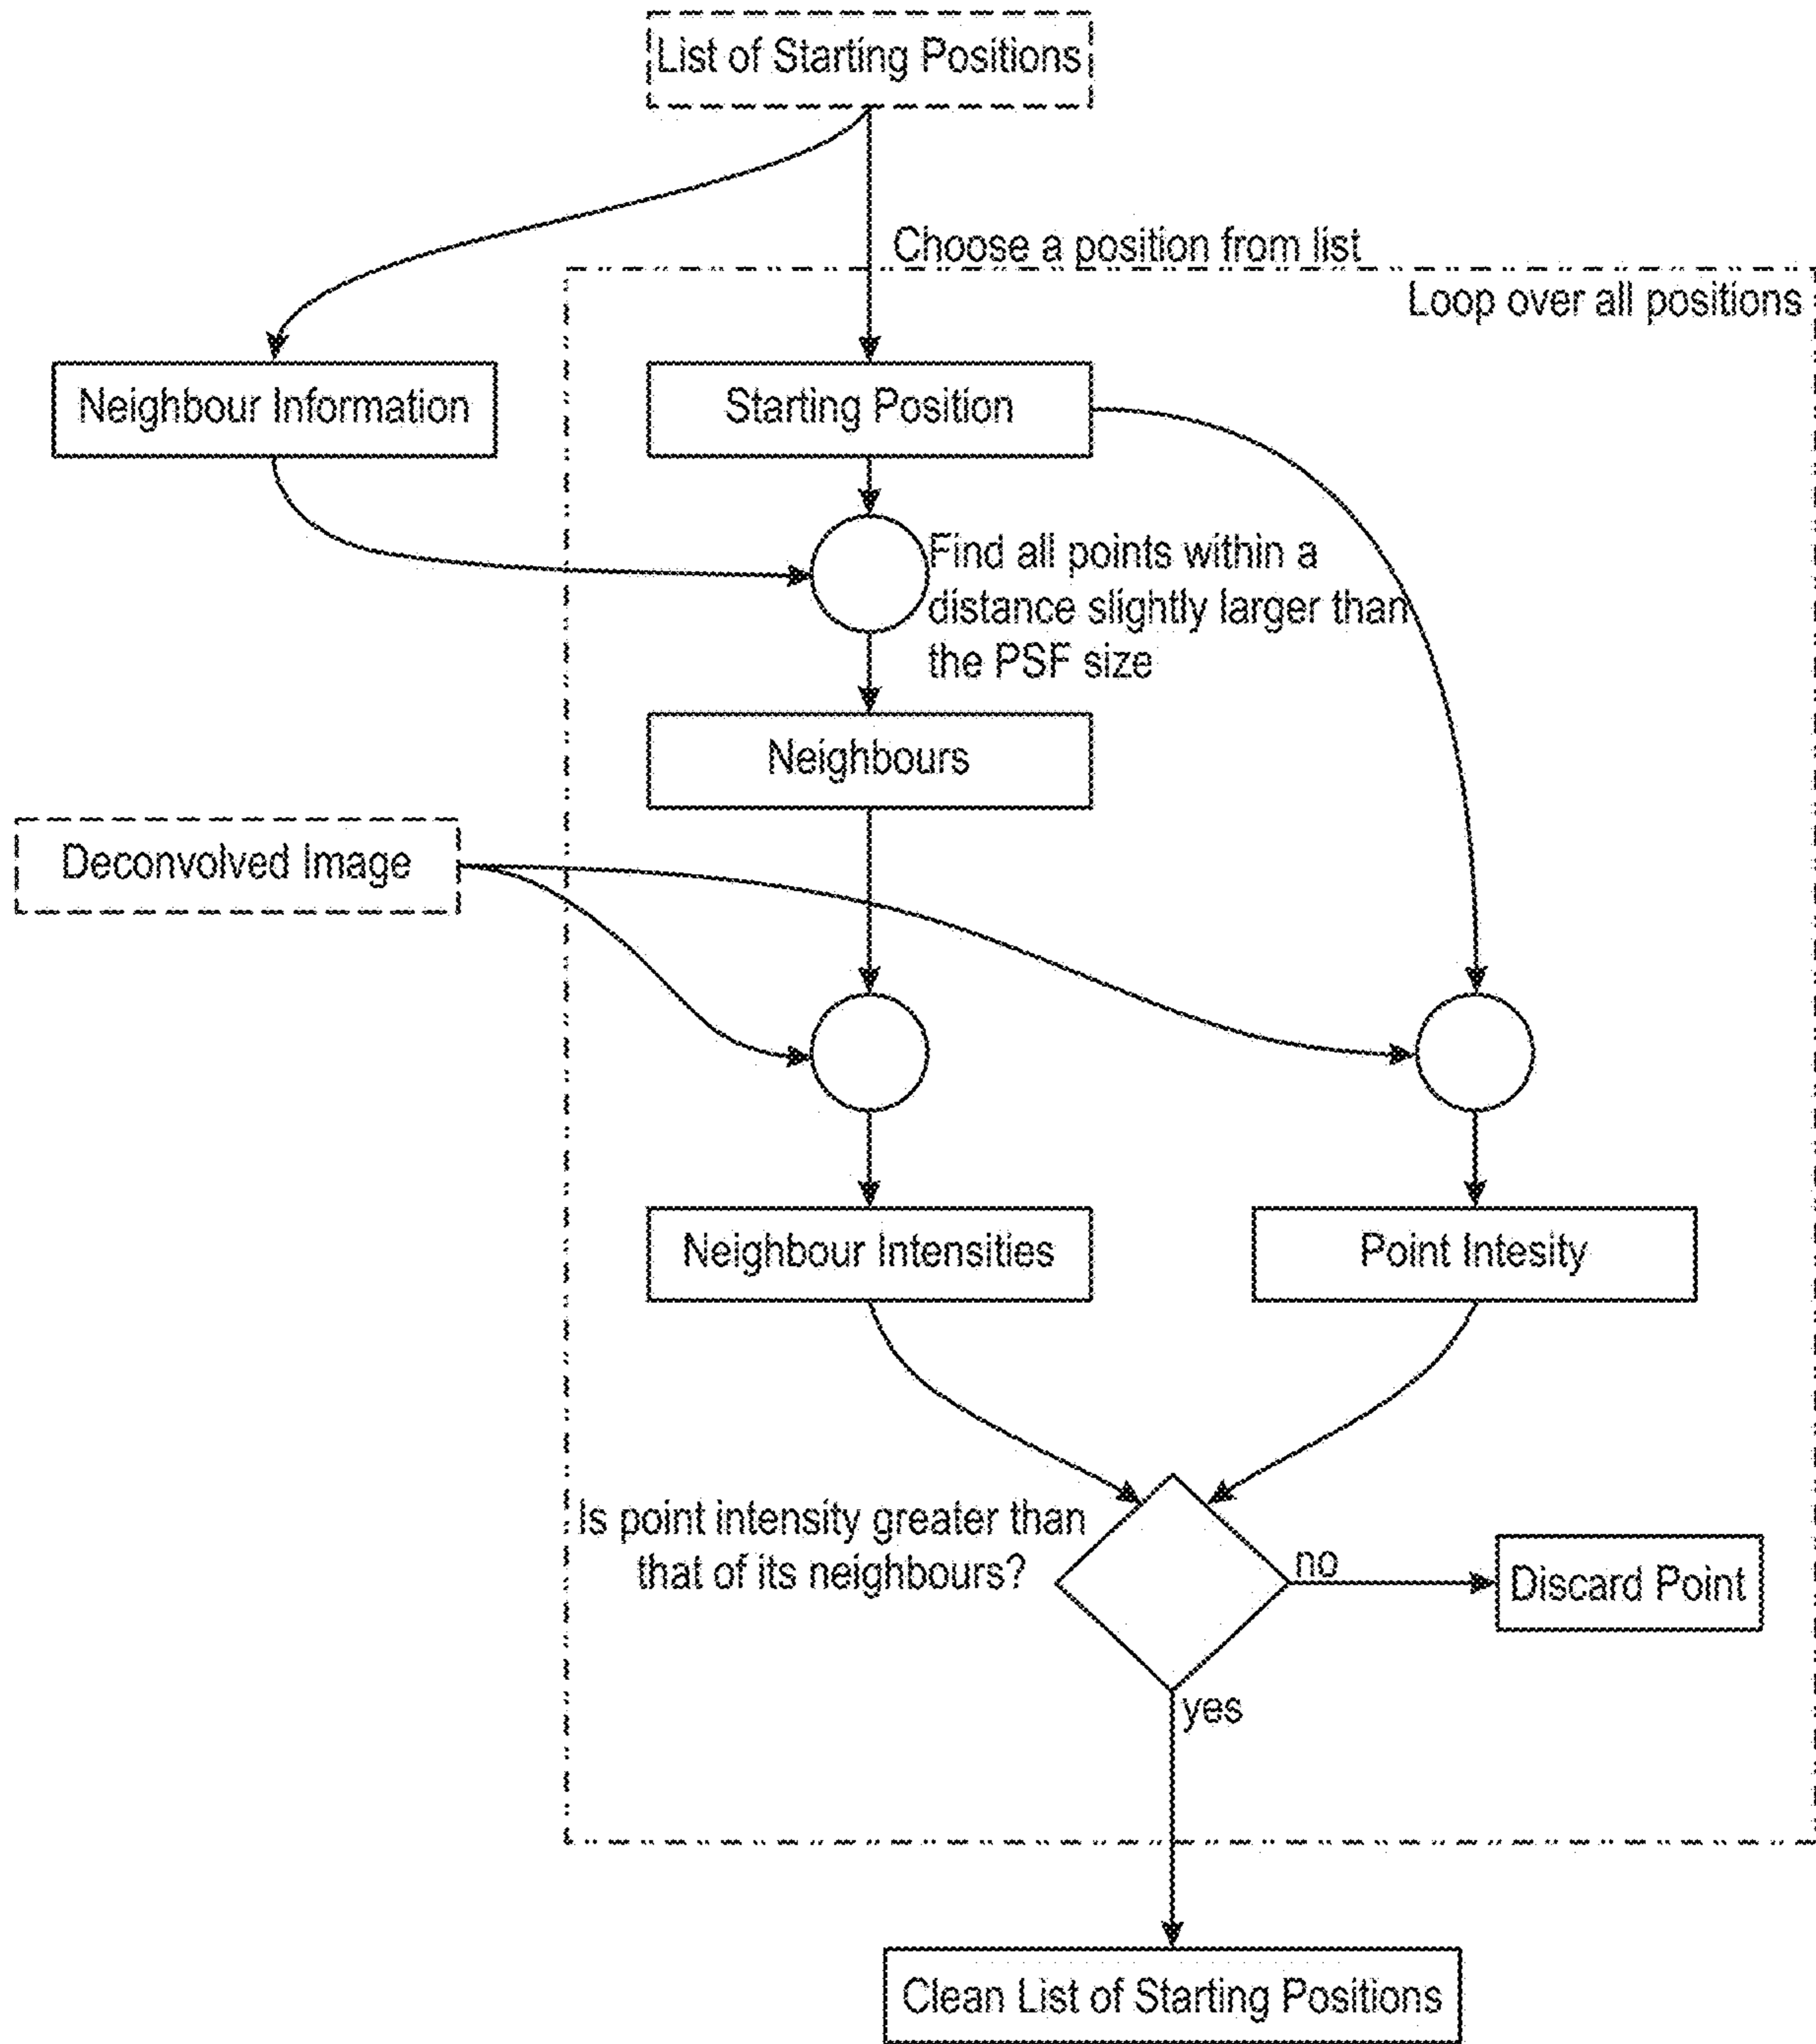 List of Starting Positions
Choose a position from list
Loop over all positions
Neighbour Information
Starting Position
Find all points within a
distance slightly larger than
the PSF size
Neighbours
Deconvolved Image
Neighbour Intensities
Point Intesity
Is point intensity greater than
that of its neighbours?
no
Discard Point
yes
Clean List of Starting Positions